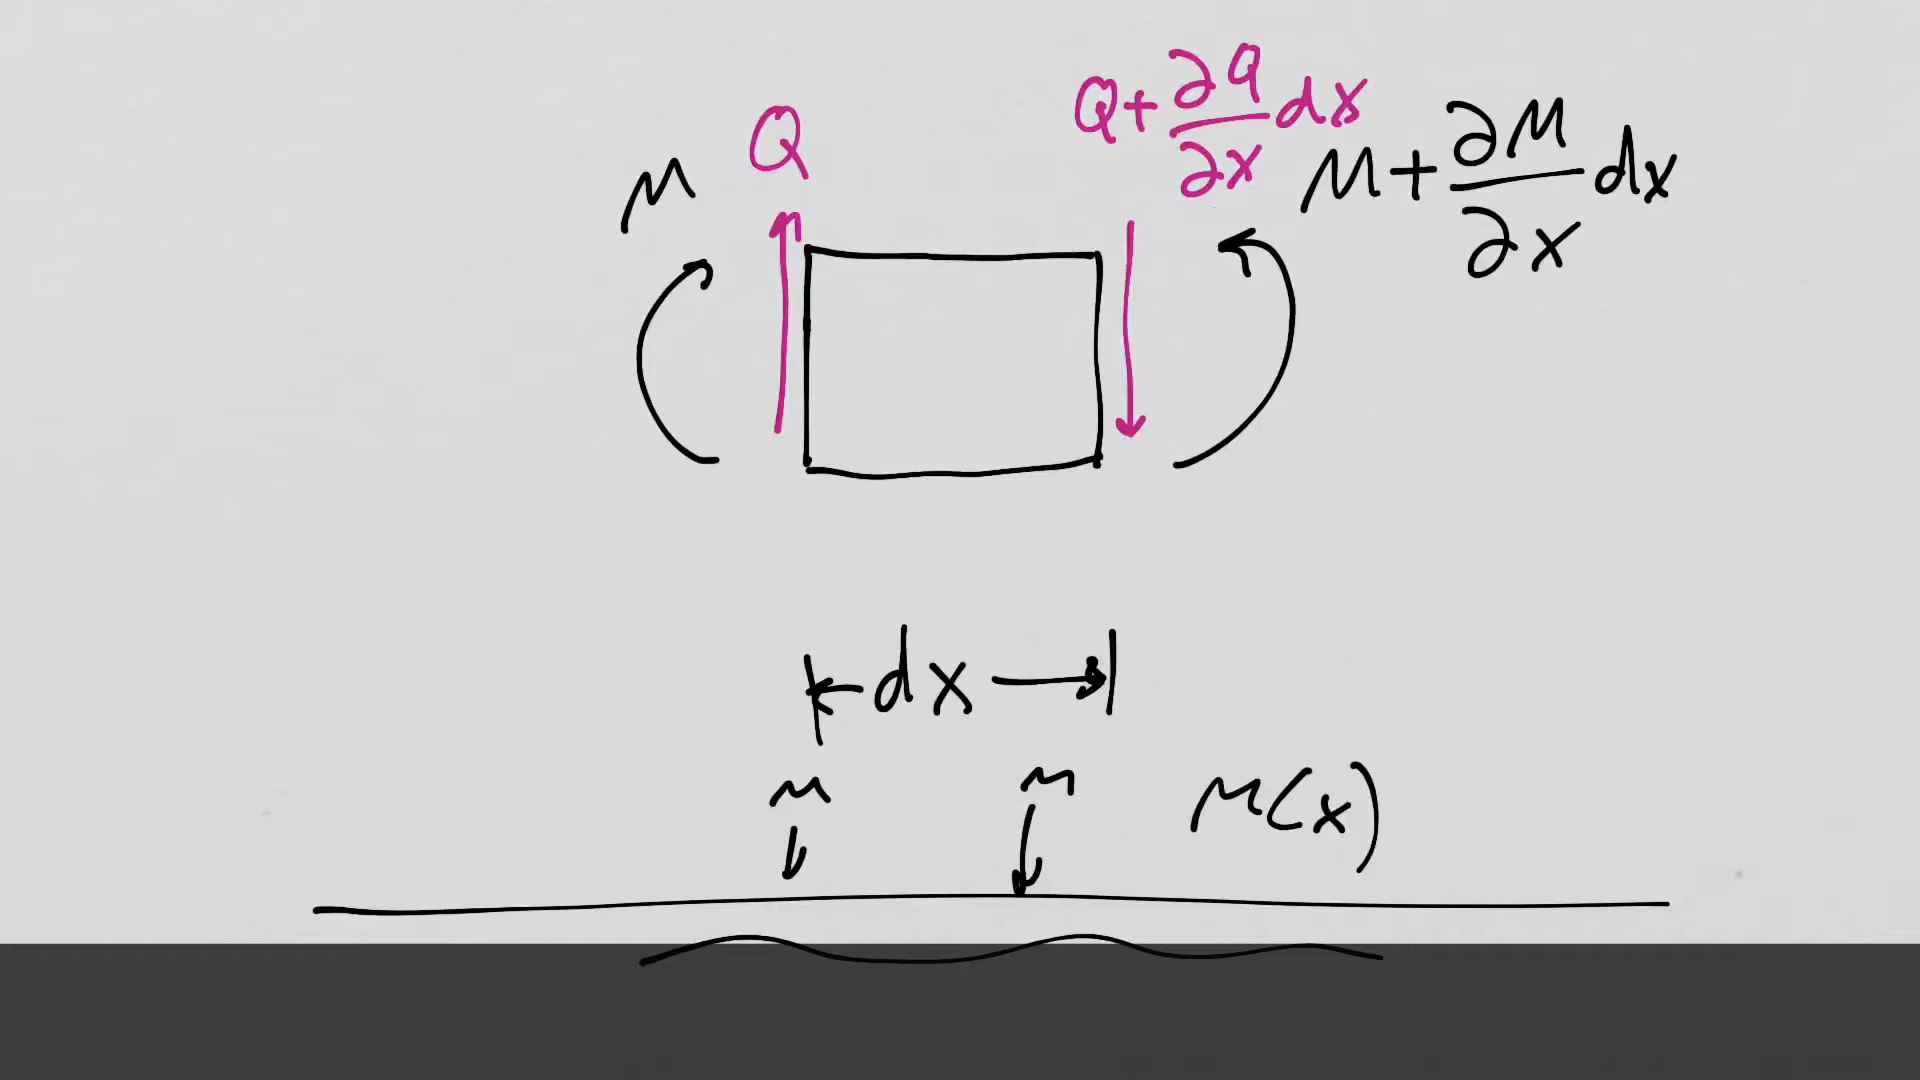 Q
Q+∂Q/∂x dx
M
M+∂M/∂x dx
dx
M
M
M(x)